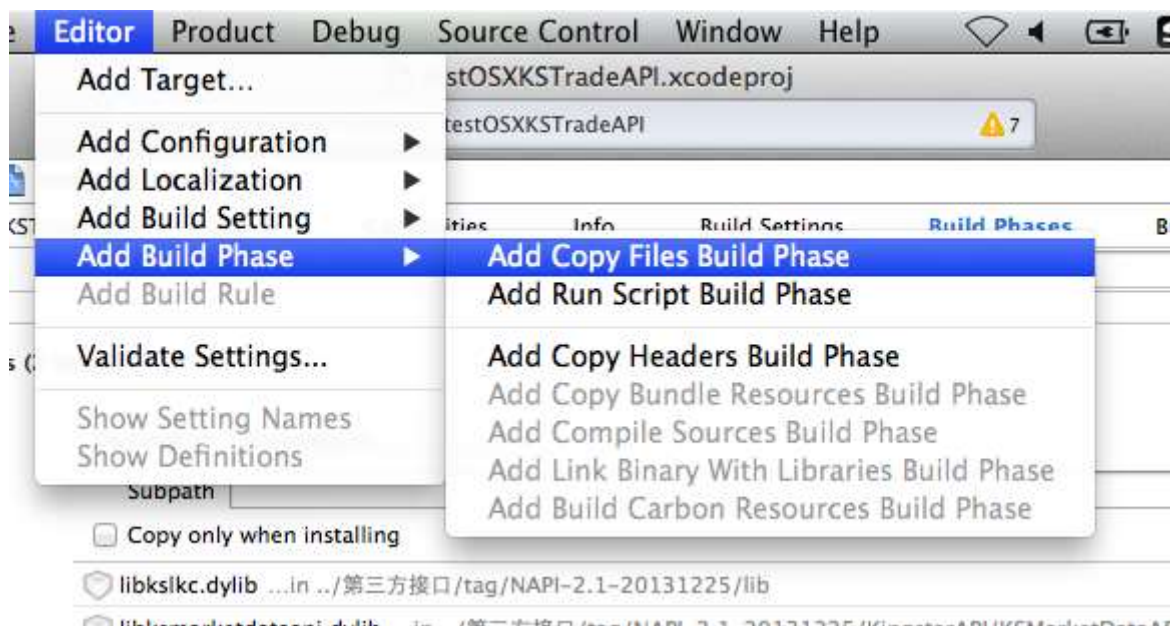 Editor Product Debug Source Control Window Help
Add Target...
stOSXKSTradeAPI.xcodeproj
testOSXKSTradeAPI
7
Add Configuration
Add Localization
Add Build Setting
ities Info Build Settings Build Phases B
Add Build Phase
Add Copy Files Build Phase
Add Build Rule
Add Run Script Build Phase
Validate Settings...
Add Copy Headers Build Phase
Add Copy Bundle Resources Build Phase
Show Setting Names
Add Compile Sources Build Phase
Show Definitions
Add Link Binary With Libraries Build Phase
Subpath
Add Build Carbon Resources Build Phase
Copy only when installing
libkslkc.dylib ...in ../第三方接口/tag/NAPI-2.1-20131225/lib